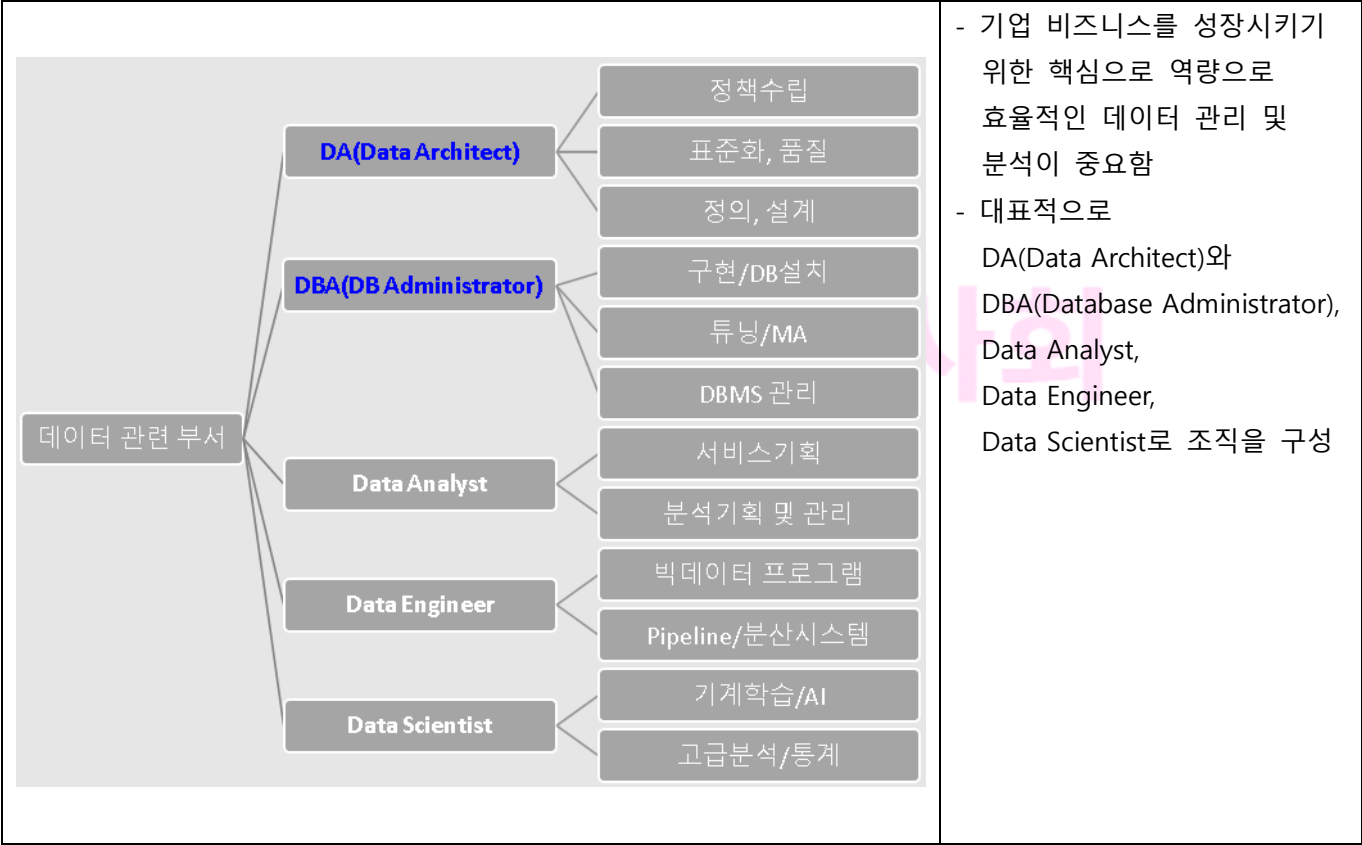 데이터 관련 부서
DA(Data Architect)
정책수립
표준화, 품질
정의, 설계
DBA(DB Administrator)
구현/DB설치
튜닝/MA
DBMS 관리
Data Analyst
서비스기획
분석기획 및 관리
Data Engineer
빅데이터 프로그램
Pipeline/분산시스템
Data Scientist
기계학습/AI
고급분석/통계
- 기업 비즈니스를 성장시키기
위한 핵심으로 역량으로
효율적인 데이터 관리 및
분석이 중요함
- 대표적으로
DA(Data Architect)와
DBA(Database Administrator),
Data Analyst,
Data Engineer,
Data Scientist로 조직을 구성
사회